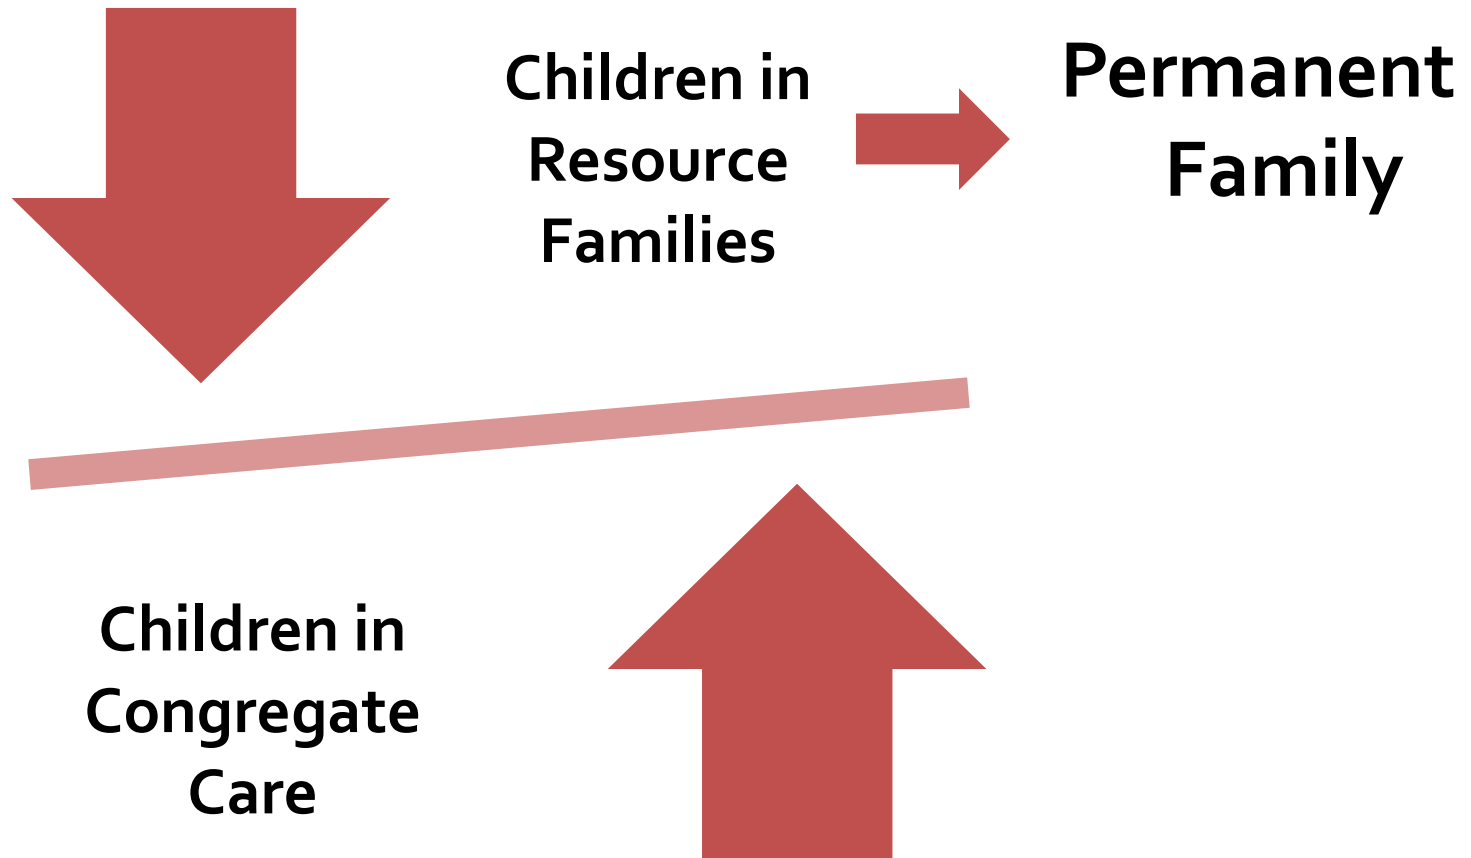 Children in
Resource
Families
Permanent
Family
Children in
Congregate
Care